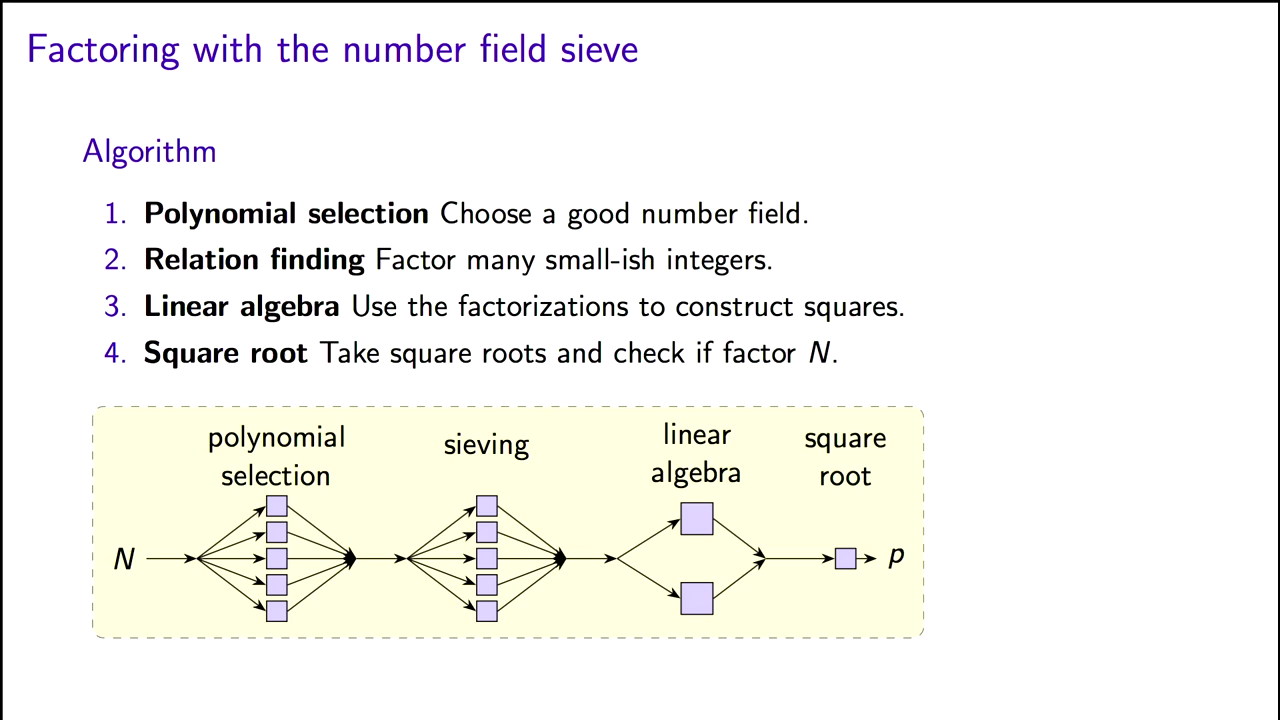 Factoring with the number field sieve
Algorithm
1. Polynomial selection Choose a good number field.
2. Relation finding Factor many small-ish integers.
3. Linear algebra Use the factorizations to construct squares.
4. Square root Take square roots and check if factor N.
polynomial
selection
sieving
linear
algebra
square
root
N
p